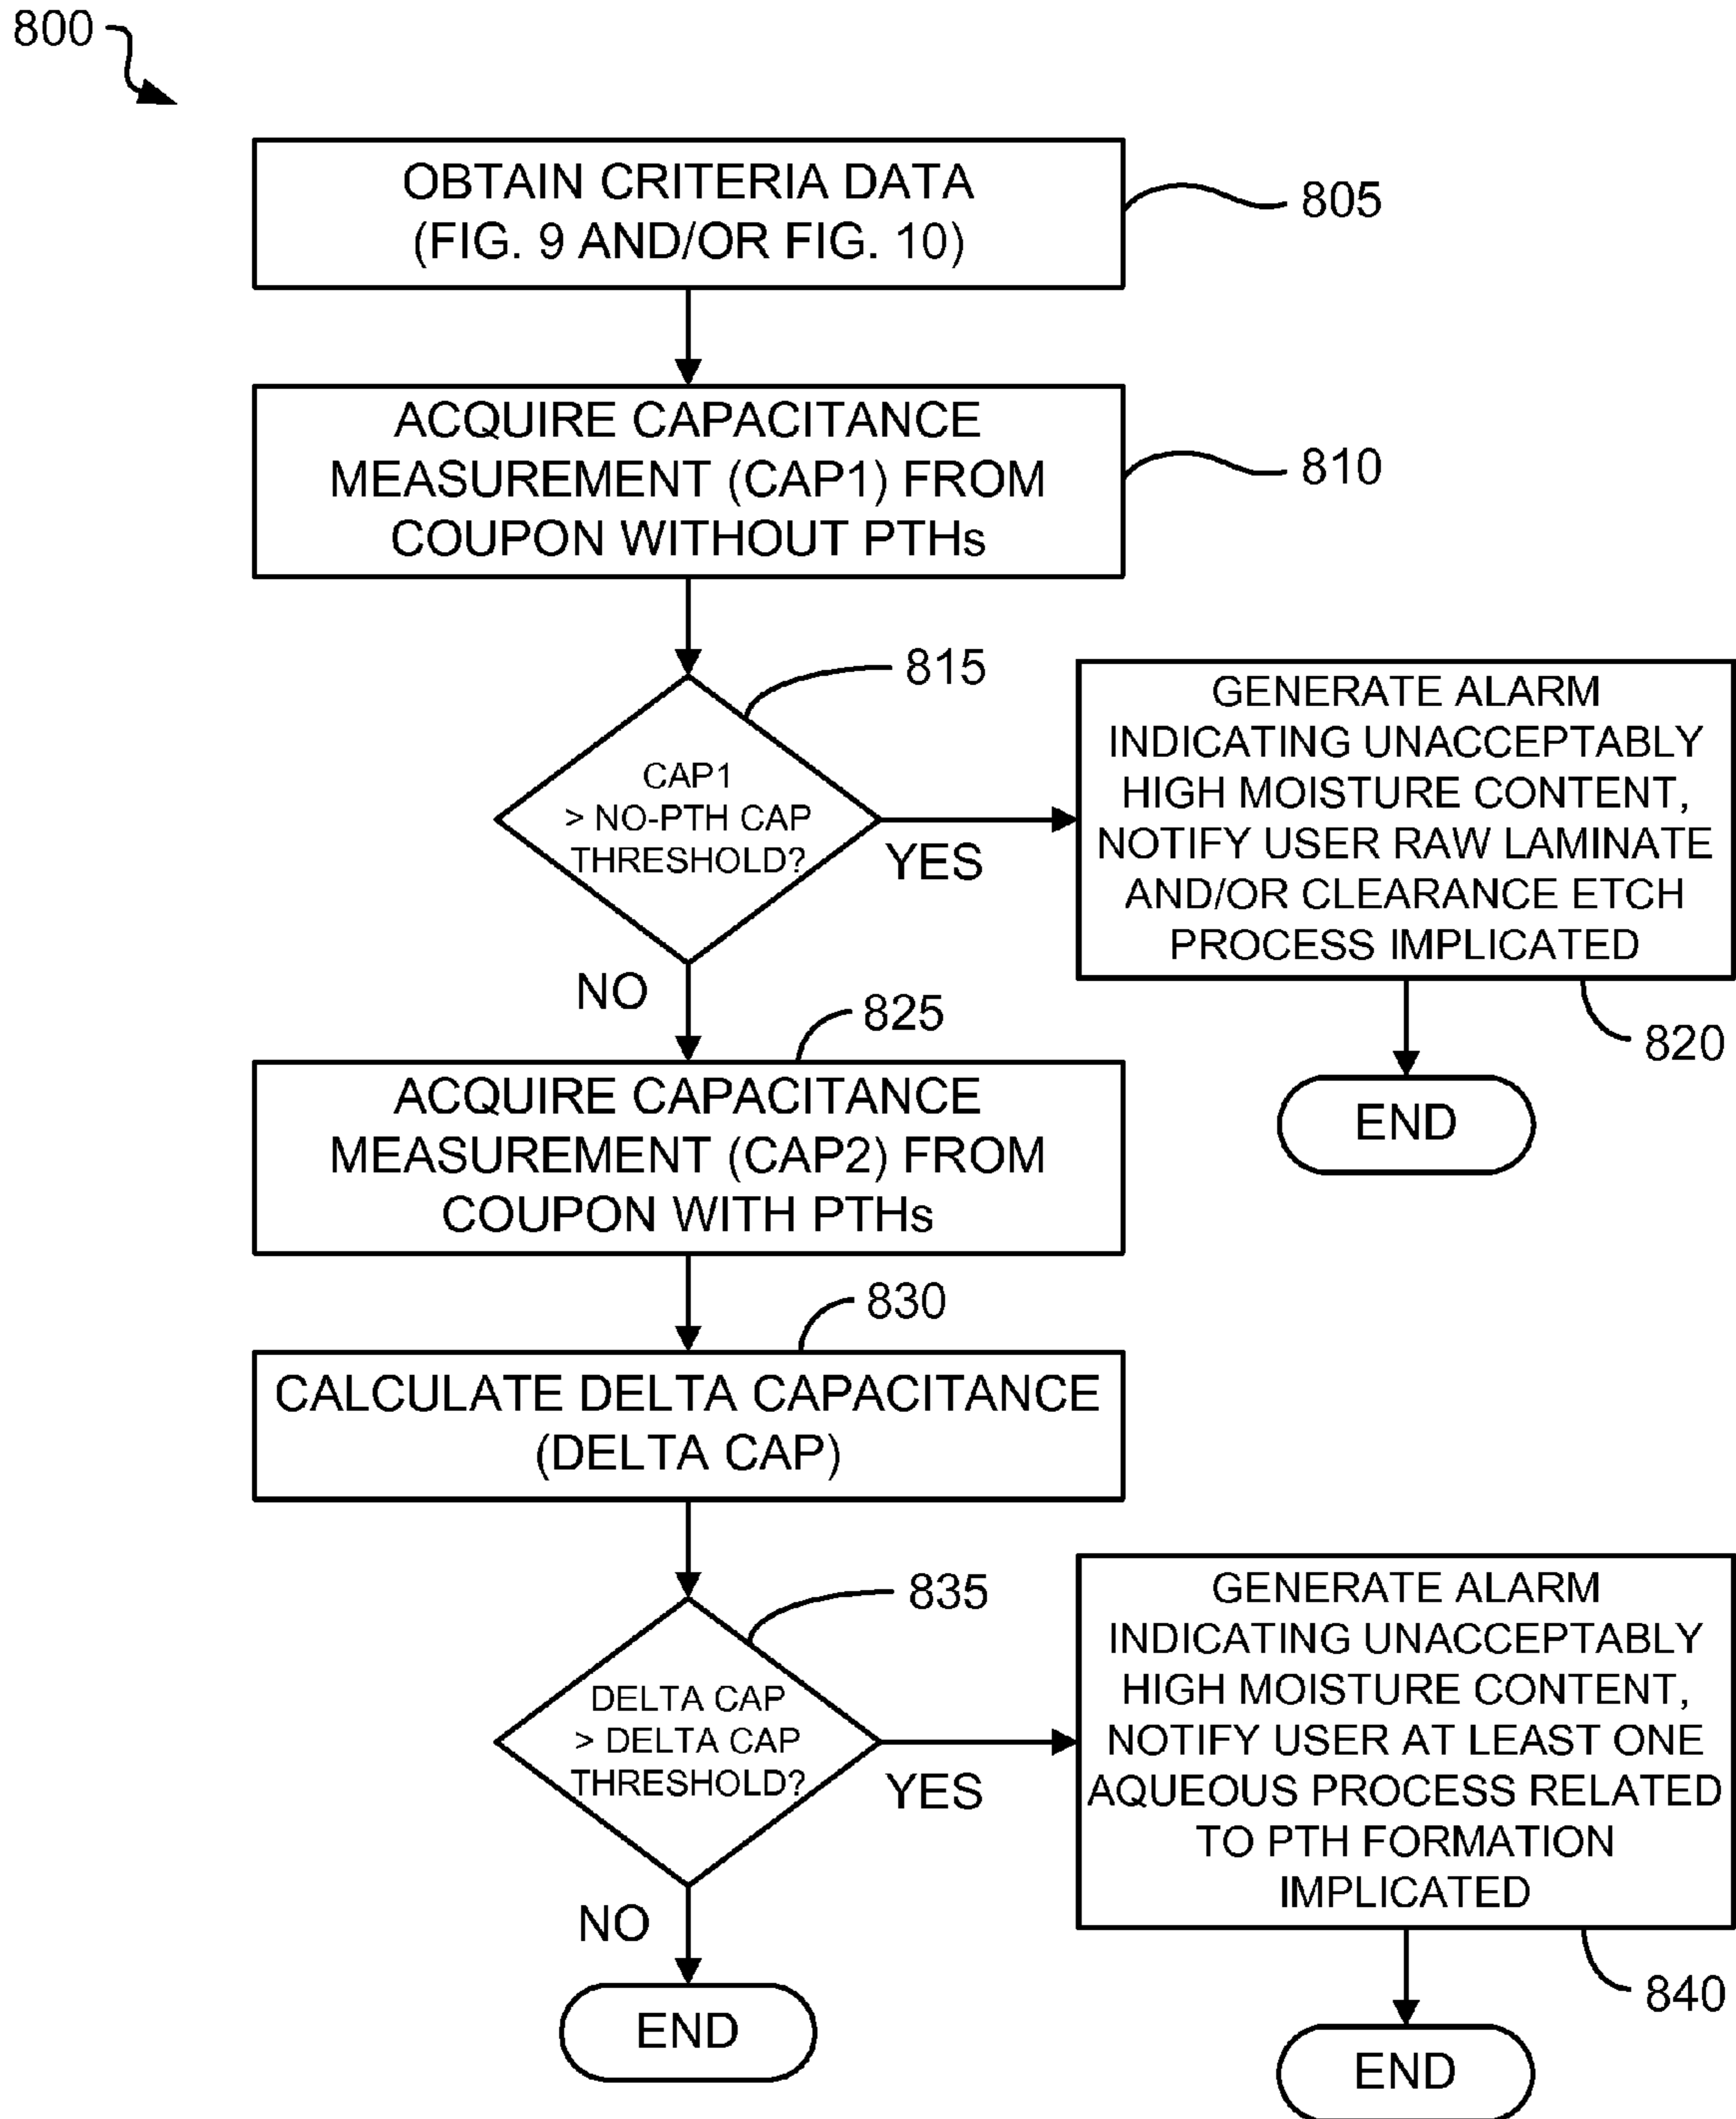 800
OBTAIN CRITERIA DATA
(FIG. 9 AND/OR FIG. 10)
805
ACQUIRE CAPACITANCE
MEASUREMENT (CAP1) FROM
COUPON WITHOUT PTHs
810
815
CAP1
> NO-PTH CAP
THRESHOLD?
YES
NO
GENERATE ALARM
INDICATING UNACCEPTABLY
HIGH MOISTURE CONTENT,
NOTIFY USER RAW LAMINATE
AND/OR CLEARANCE ETCH
PROCESS IMPLICATED
820
END
825
ACQUIRE CAPACITANCE
MEASUREMENT (CAP2) FROM
COUPON WITH PTHs
830
CALCULATE DELTA CAPACITANCE
(DELTA CAP)
835
DELTA CAP
> DELTA CAP
THRESHOLD?
YES
NO
GENERATE ALARM
INDICATING UNACCEPTABLY
HIGH MOISTURE CONTENT,
NOTIFY USER AT LEAST ONE
AQUEOUS PROCESS RELATED
TO PTH FORMATION
IMPLICATED
840
END
END